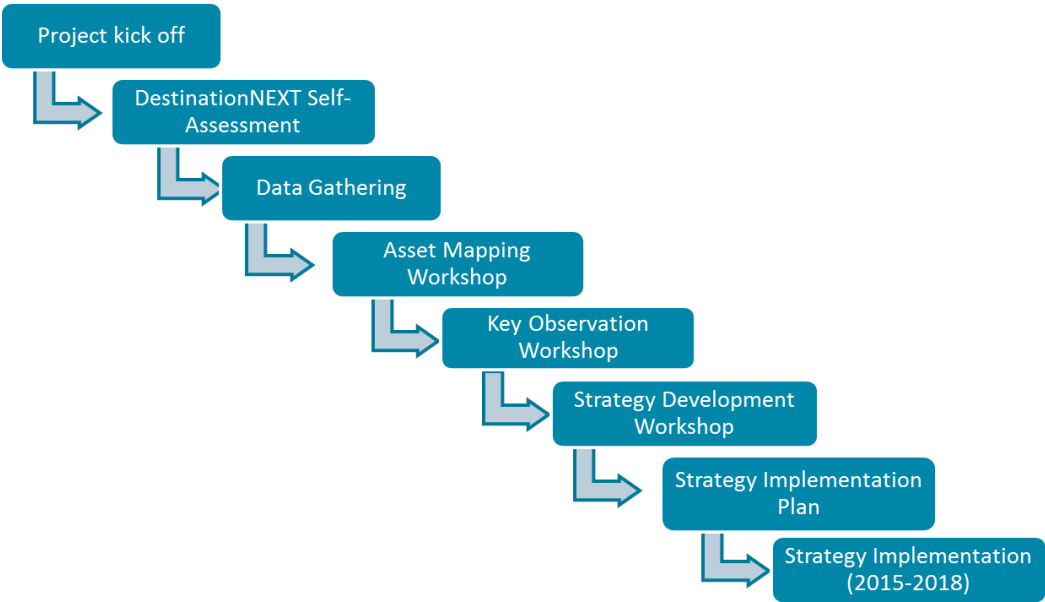 Project kick off
DestinationNEXT Self-
Assessment
Data Gathering
Asset Mapping
Workshop
Key Observation
Workshop
Strategy Development
Workshop
Strategy Implementation
Plan
Strategy Implementation
(2015-2018)